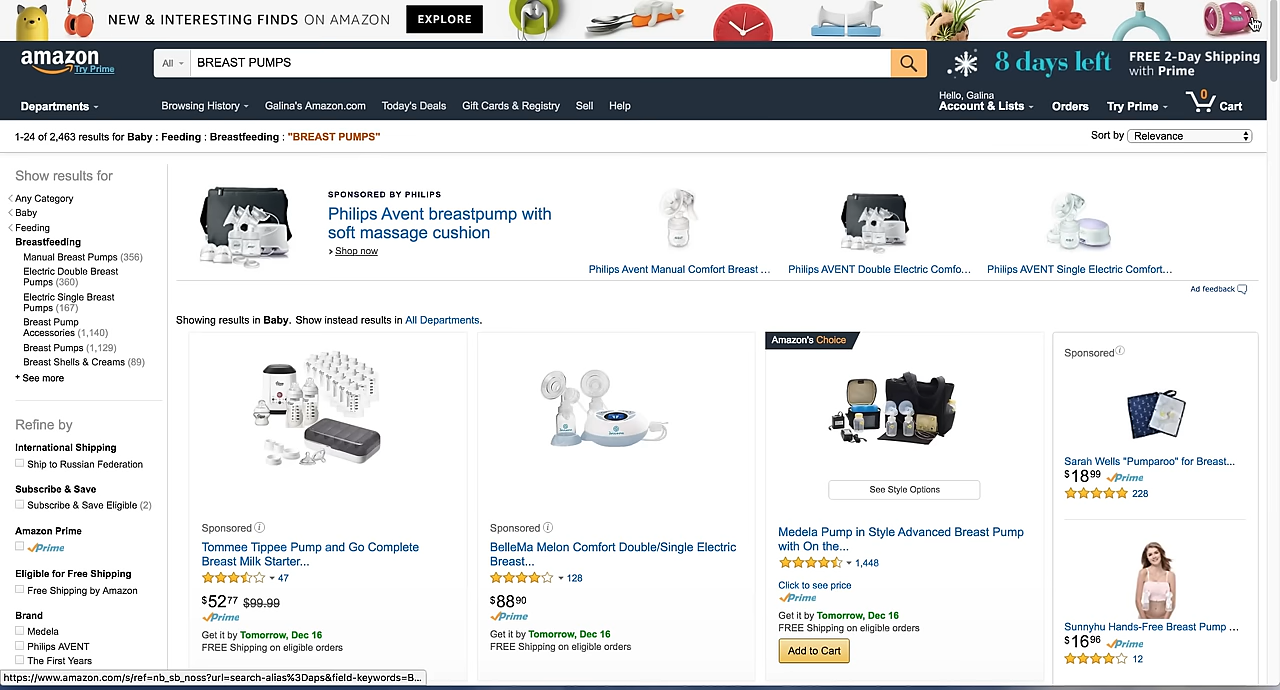 NEW & INTERESTING FINDS ON AMAZON
EXPLORE
amazon
Try Prime
All
BREAST PUMPS
8 days left
FREE 2-Day Shipping
with Prime
Departments
Browsing History
Galina's Amazon.com
Today's Deals
Gift Cards & Registry
Sell
Help
Hello, Galina
Account & Lists
Orders
Try Prime
0
Cart
1-24 of 2,463 results for Baby : Feeding : Breastfeeding : "BREAST PUMPS"
Sort by
Relevance
Show results for
Any Category
Baby
Feeding
Breastfeeding
Manual Breast Pumps (356)
Electric Double Breast
Pumps (360)
Electric Single Breast
Pumps (167)
Breast Pump
Accessories (1,140)
Breast Pumps (1,129)
Breast Shells & Creams (89)
+ See more
Refine by
International Shipping
Ship to Russian Federation
Subscribe & Save
Subscribe & Save Eligible (2)
Amazon Prime
Prime
Eligible for Free Shipping
Free Shipping by Amazon
Brand
Medela
Philips AVENT
The First Years
SPONSORED BY PHILIPS
Philips Avent breastpump with
soft massage cushion
› Shop now
Philips Avent Manual Comfort Breast ...
Philips AVENT Double Electric Comfo...
Philips AVENT Single Electric Comfort...
Ad feedback
Showing results in Baby. Show instead results in All Departments.
Sponsored
Tommee Tippee Pump and Go Complete
Breast Milk Starter...
47
$52 77 $99.99
Prime
Get it by Tomorrow, Dec 16
FREE Shipping on eligible orders
Sponsored
BelleMa Melon Comfort Double/Single Electric
Breast...
128
$88 90
Prime
Get it by Tomorrow, Dec 16
FREE Shipping on eligible orders
Amazon's Choice
See Style Options
Medela Pump in Style Advanced Breast Pump
with On the...
1,448
Click to see price
Prime
Get it by Tomorrow, Dec 16
FREE Shipping on eligible orders
Add to Cart
Sponsored
Sarah Wells "Pumparoo" for Breast...
$18 99 Prime
228
Sunnyhu Hands-Free Breast Pump ...
$16 96 Prime
12
https://www.amazon.com/s/ref=nb_sb_noss?url=search-alias%3Daps&field-keywords=B...